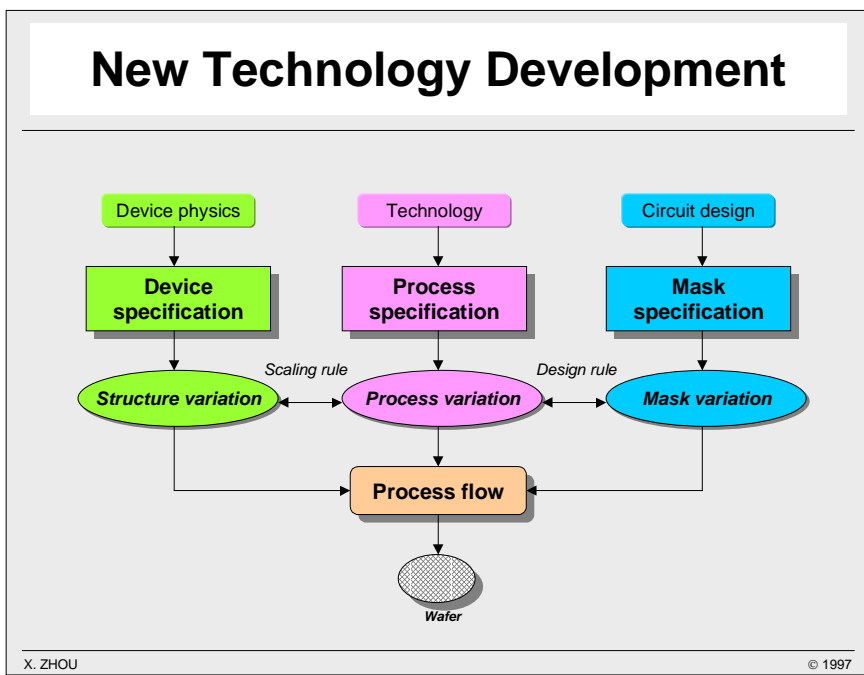 New Technology Development
Device physics
Technology
Circuit design
Device
specification
Process
specification
Mask
specification
Scaling rule
Design rule
Structure variation
Process variation
Mask variation
Process flow
Wafer
X. ZHOU
© 1997